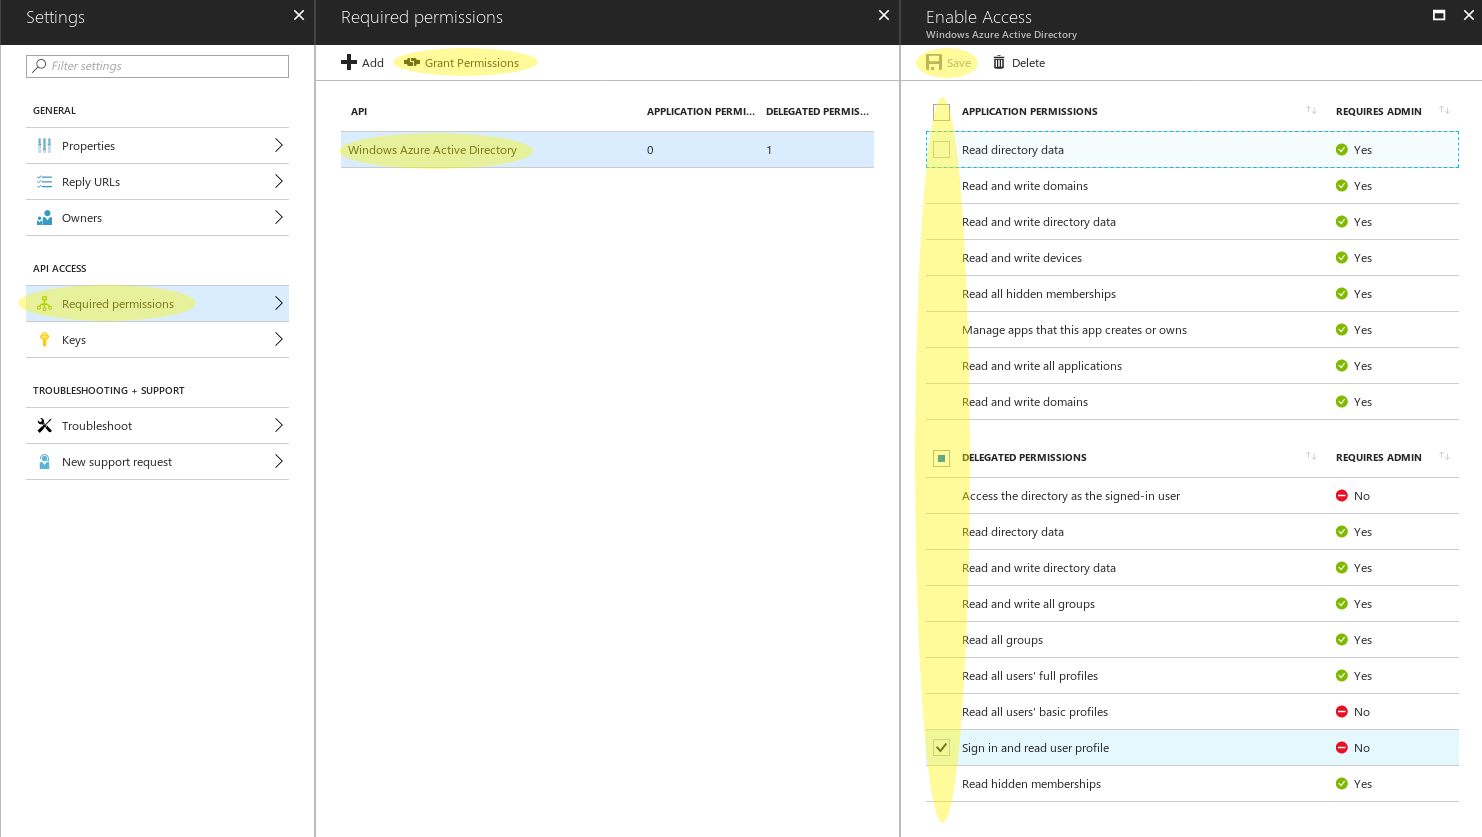 Settings
Filter settings
GENERAL
Properties
Reply URLs
Owners
API ACCESS
Required permissions
Keys
TROUBLESHOOTING + SUPPORT
Troubleshoot
New support request
Required permissions
Add
Grant Permissions
API
APPLICATION PERMI...
DELEGATED PERMIS...
Windows Azure Active Directory
0
1
Enable Access
Windows Azure Active Directory
Save
Delete
APPLICATION PERMISSIONS
REQUIRES ADMIN
Read directory data
Yes
Read and write domains
Yes
Read and write directory data
Yes
Read and write devices
Yes
Read all hidden memberships
Yes
Manage apps that this app creates or owns
Yes
Read and write all applications
Yes
Read and write domains
Yes
DELEGATED PERMISSIONS
REQUIRES ADMIN
Access the directory as the signed-in user
No
Read directory data
Yes
Read and write directory data
Yes
Read and write all groups
Yes
Read all groups
Yes
Read all users' full profiles
Yes
Read all users' basic profiles
No
Sign in and read user profile
No
Read hidden memberships
Yes